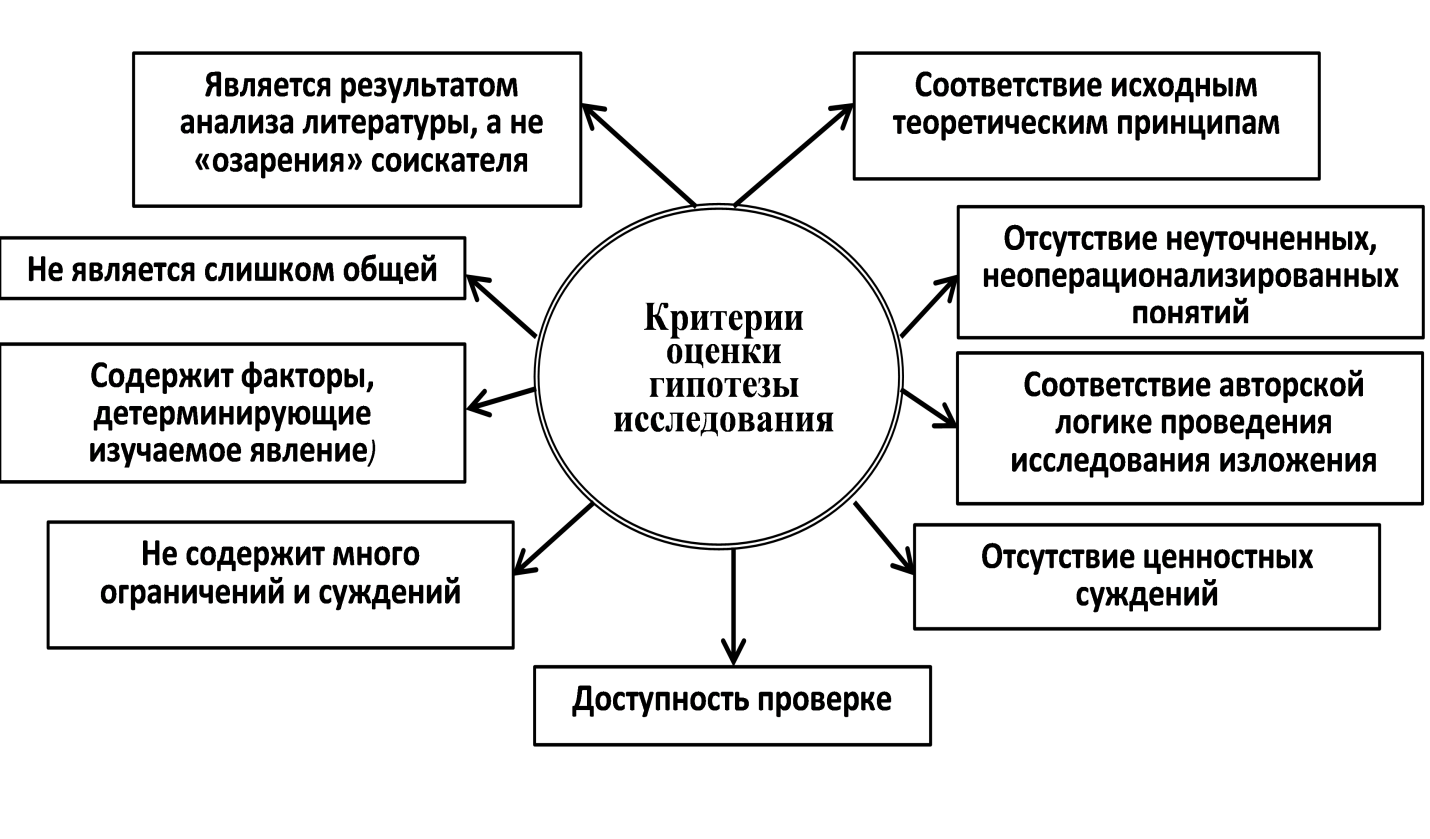 Является результатом
анализа литературы, а не
«озарения» соискателя
Соответствие исходным
теоретическим принципам
Не является слишком общей
Отсутствие неуточненных,
неоперационализированных
понятий
Критерии
оценки
гипотезы
исследования
Содержит факторы,
детерминирующие
изучаемое явление)
Соответствие авторской
логике проведения
исследования изложения
Не содержит много
ограничений и суждений
Отсутствие ценностных
суждений
Доступность проверке